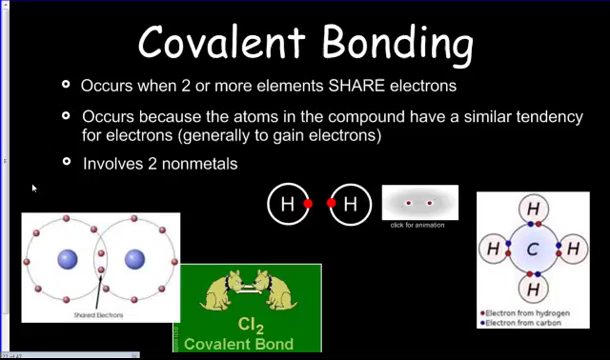 Covalent Bonding
Occurs when 2 or more elements SHARE electrons
Occurs because the atoms in the compound have a similar tendency
for electrons (generally to gain electrons)
Involves 2 nonmetals
H H
click for animation
H
H C H
H
Electron from hydrogen
Electron from carbon
Shared Electrons
Cl2
Covalent Bond